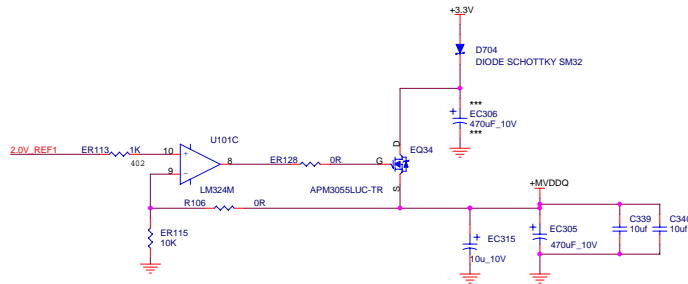 +3.3V
D704
DIODE SCHOTTKY SM32
***
EC306
470uF_10V
***
U101C
D
EQ34
2.0V_REF1
ER113
1K
402
10
+
9
-
8
ER128
0R
G
LM324M
APM3055LUC-TR
S
R106
0R
+MVDDQ
ER115
10K
+
EC315
10u_10V
+
EC305
470uF_10V
C339
10uf
C340
10uf